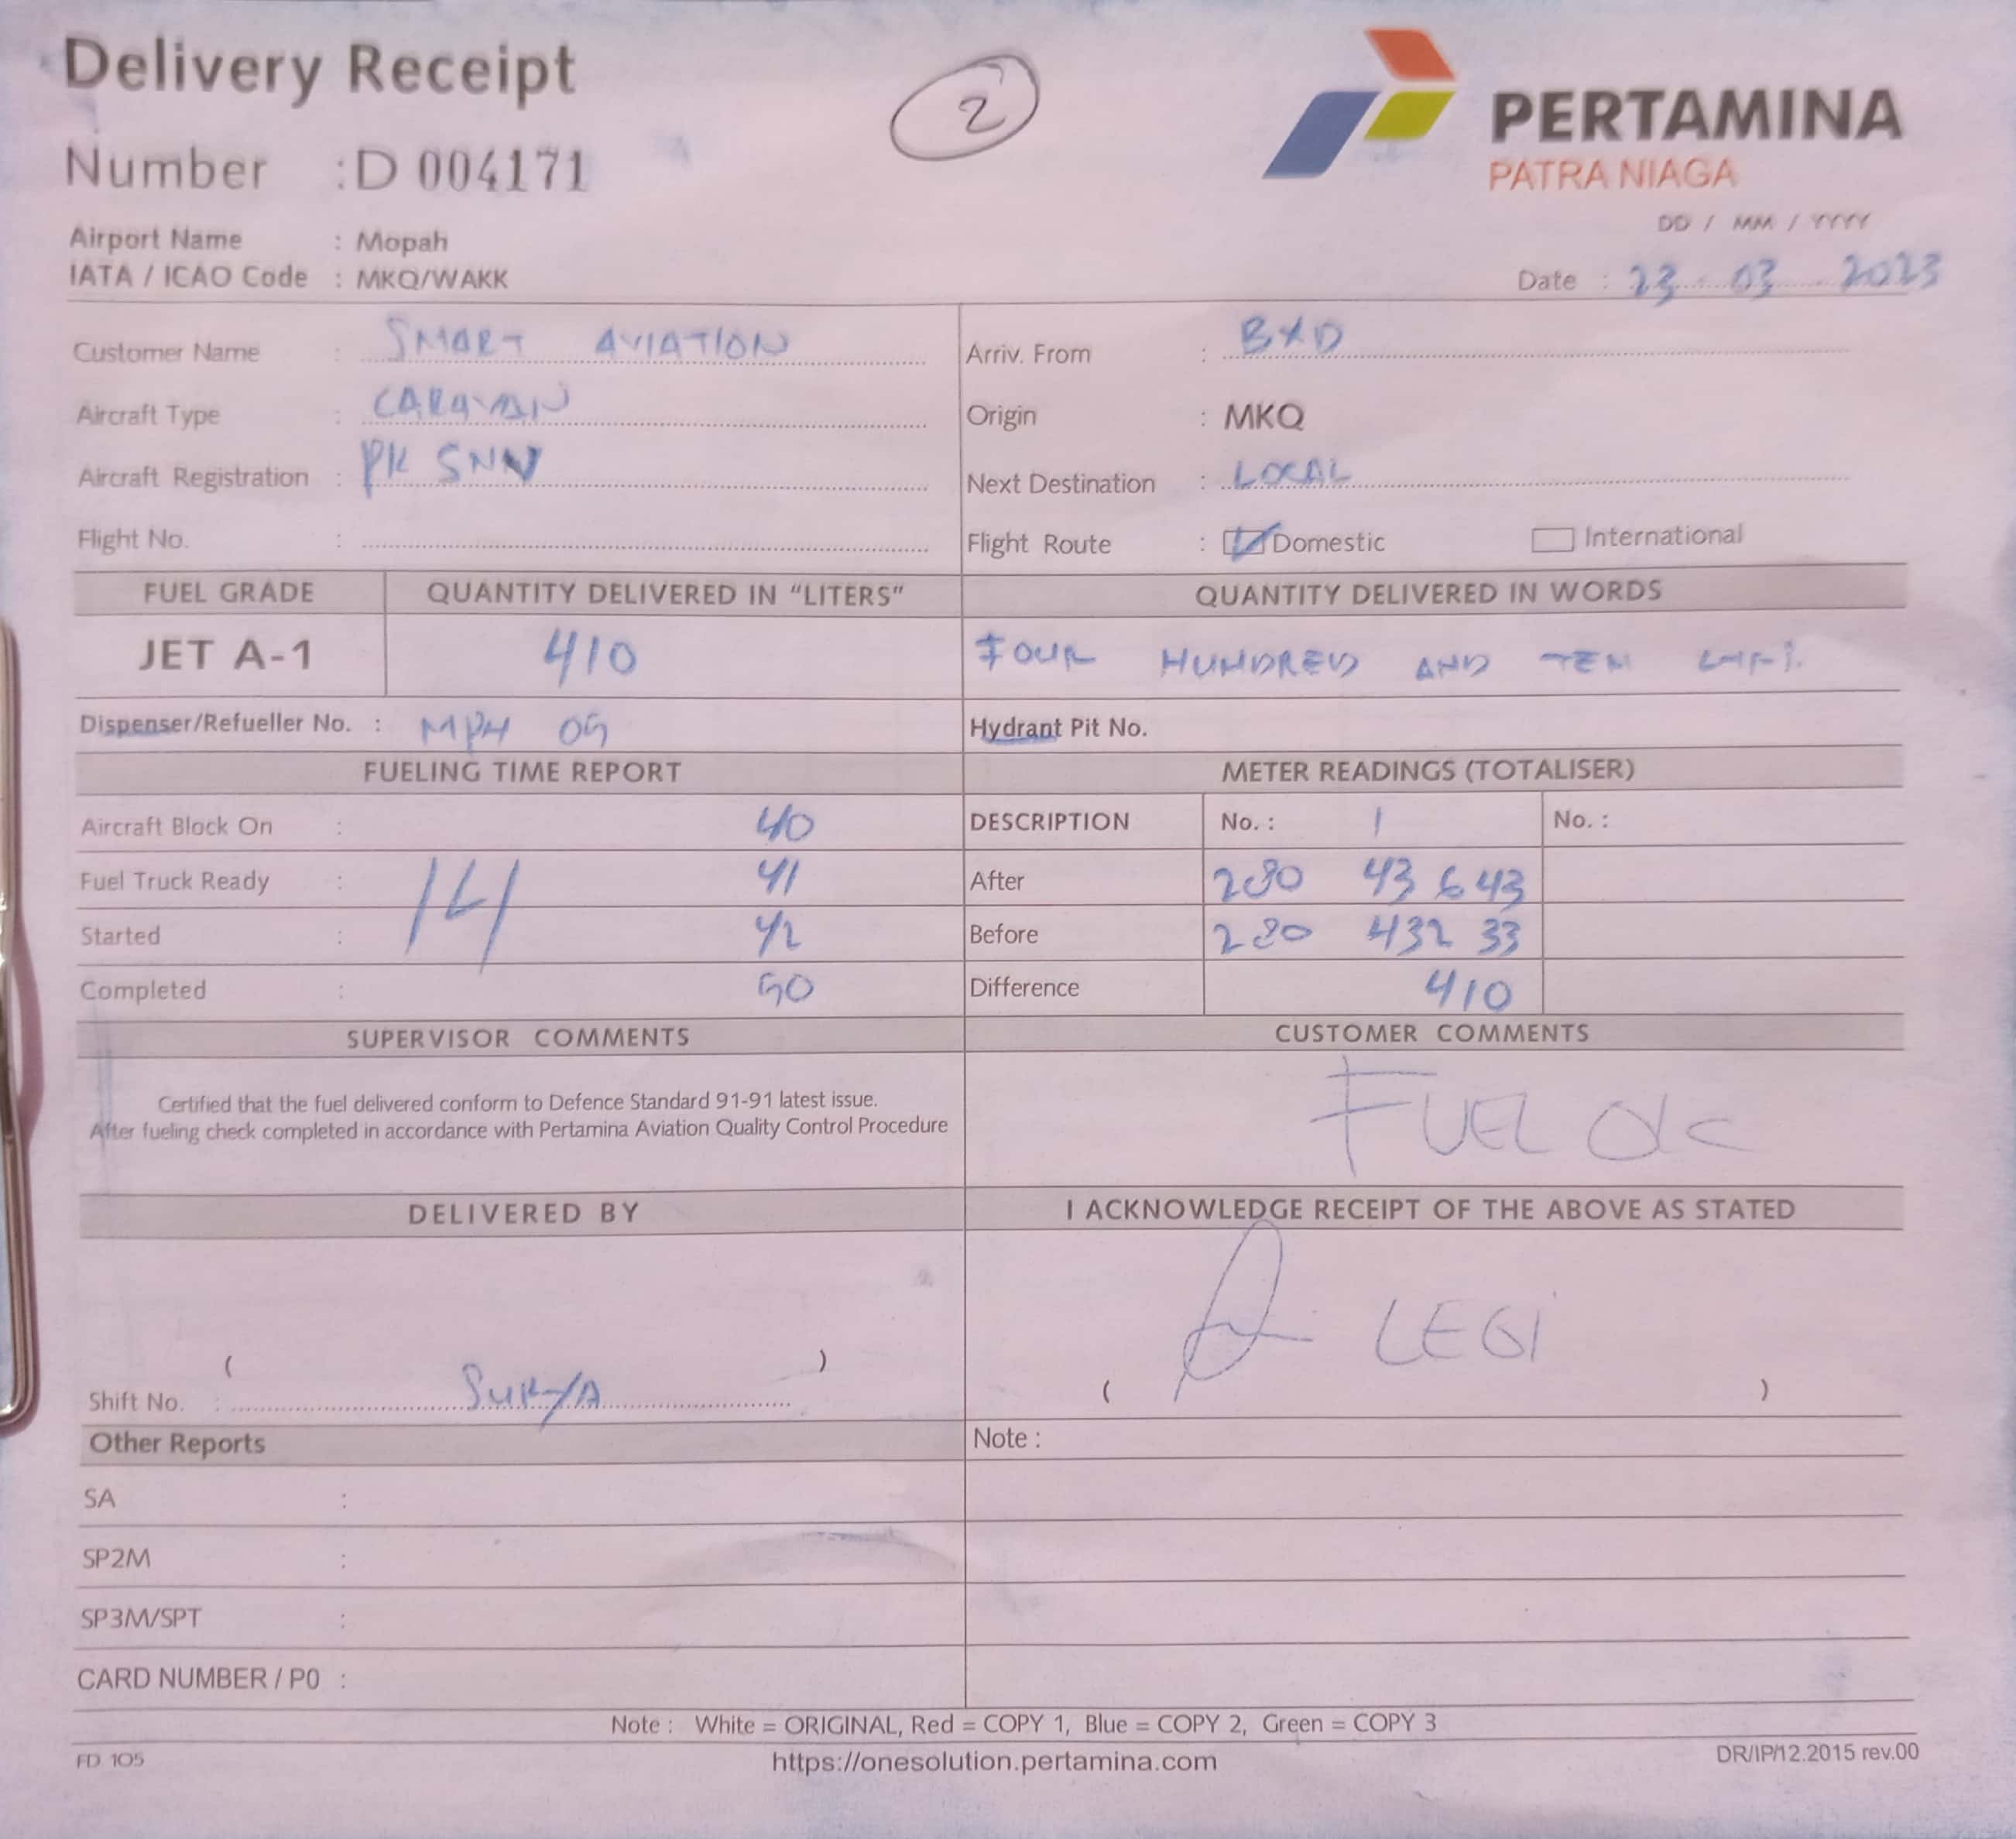 Delivery Receipt
2
PERTAMINA
PATRA NIAGA
Number : D 004171
DD / MM / YYYY
Airport Name : Mopah
IATA / ICAO Code : MKQ/WAKK
Date : 23 03 2023
Customer Name : SMART AVIATION
Arriv. From : BXD
Aircraft Type : CARAVAN
Origin : MKQ
Aircraft Registration : PK SNN
Next Destination : LOCAL
Flight No. :
Flight Route : Domestic International
FUEL GRADE QUANTITY DELIVERED IN "LITERS" QUANTITY DELIVERED IN WORDS
JET A-1 410 FOUR HUNDRED AND TEN
Dispenser/Refueller No. : MPH 05
Hydrant Pit No.
FUELING TIME REPORT METER READINGS (TOTALISER)
Aircraft Block On : 40
DESCRIPTION No. : 1 No. :
Fuel Truck Ready : 14 41
After 280 43 643
Started : 42
Before 280 432 33
Completed : 50
Difference 410
SUPERVISOR COMMENTS CUSTOMER COMMENTS
Certified that the fuel delivered conform to Defence Standard 91-91 latest issue.
After fueling check completed in accordance with Pertamina Aviation Quality Control Procedure
FUEL OK
DELIVERED BY I ACKNOWLEDGE RECEIPT OF THE ABOVE AS STATED
LEGI
( ) ( )
Shift No. : SURYA
Other Reports Note :
SA :
SP2M :
SP3M/SPT :
CARD NUMBER / P0 :
Note : White = ORIGINAL, Red = COPY 1, Blue = COPY 2, Green = COPY 3
FD 105 https://onesolution.pertamina.com DR/IP/12.2015 rev.00